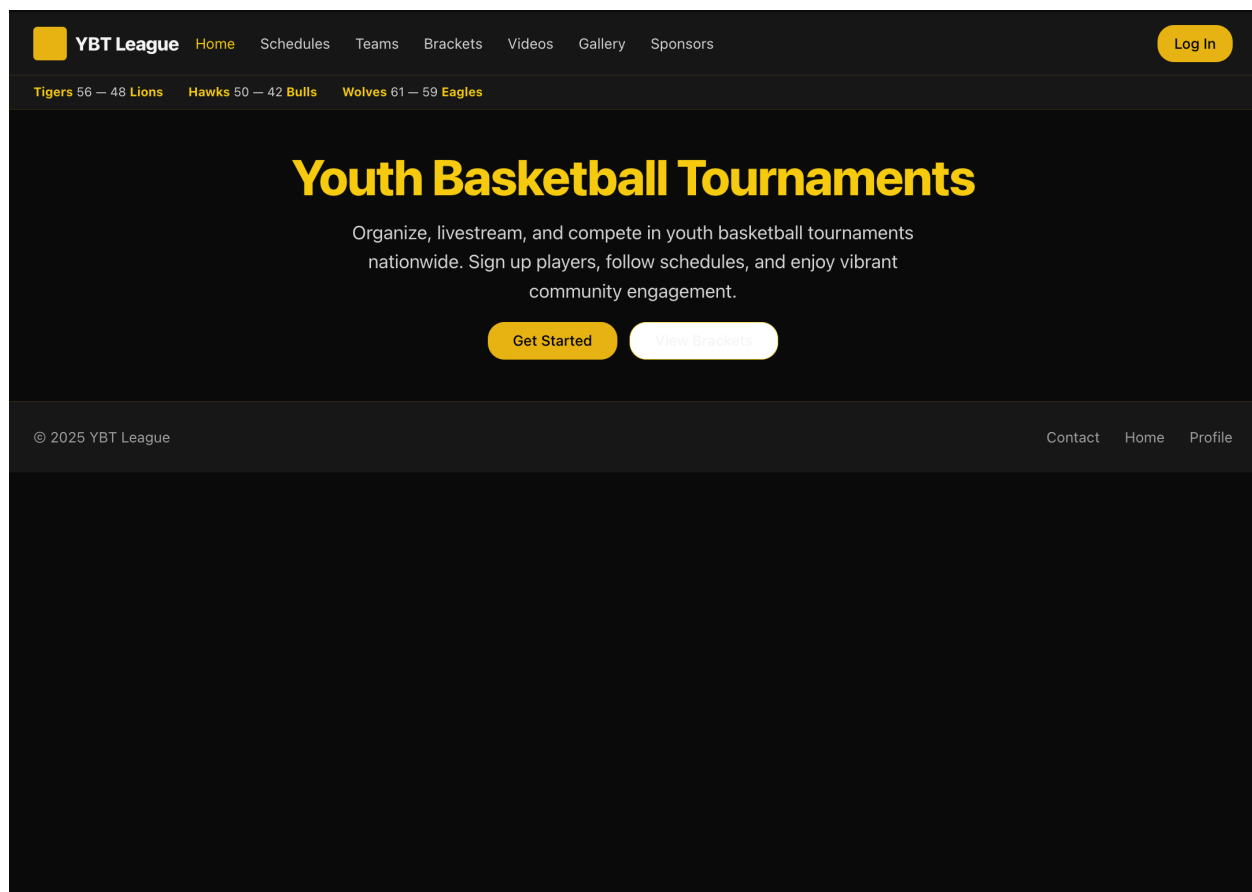 YBT League Home Schedules Teams Brackets Videos Gallery Sponsors Log In
Tigers 56 — 48 Lions Hawks 50 — 42 Bulls Wolves 61 — 59 Eagles
Youth Basketball Tournaments
Organize, livestream, and compete in youth basketball tournaments
nationwide. Sign up players, follow schedules, and enjoy vibrant
community engagement.
Get Started View Brackets
© 2025 YBT League Contact Home Profile